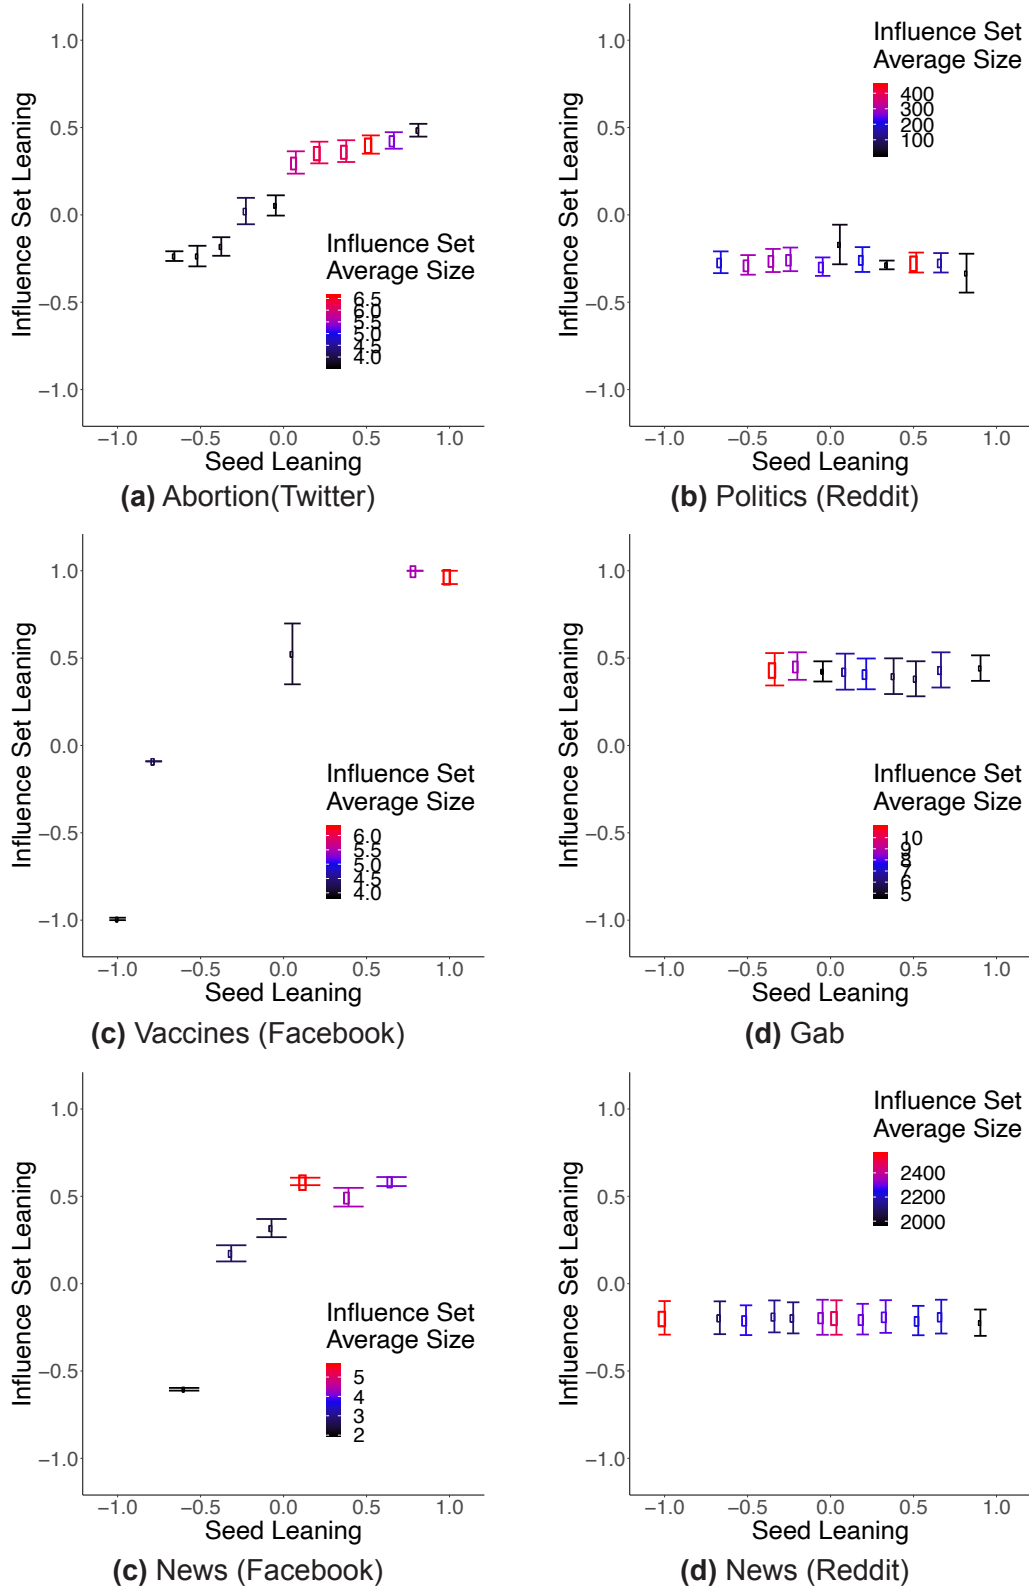 1.0
0.5
0.0
−0.5
−1.0
Influence Set Leaning
Influence Set
Average Size
6.5
6.0
5.5
5.0
4.5
4.0
−1.0 −0.5 0.0 0.5 1.0
Seed Leaning
(a) Abortion(Twitter)
1.0
0.5
0.0
−0.5
−1.0
Influence Set Leaning
Influence Set
Average Size
400
300
200
100
−1.0 −0.5 0.0 0.5 1.0
Seed Leaning
(b) Politics (Reddit)
1.0
0.5
0.0
−0.5
−1.0
Influence Set Leaning
Influence Set
Average Size
6.0
5.5
5.0
4.5
4.0
−1.0 −0.5 0.0 0.5 1.0
Seed Leaning
(c) Vaccines (Facebook)
1.0
0.5
0.0
−0.5
−1.0
Influence Set Leaning
Influence Set
Average Size
10
9
8
7
6
5
−1.0 −0.5 0.0 0.5 1.0
Seed Leaning
(d) Gab
1.0
0.5
0.0
−0.5
−1.0
Influence Set Leaning
Influence Set
Average Size
5
4
3
2
−1.0 −0.5 0.0 0.5 1.0
Seed Leaning
(c) News (Facebook)
1.0
0.5
0.0
−0.5
−1.0
Influence Set Leaning
Influence Set
Average Size
2400
2200
2000
−1.0 −0.5 0.0 0.5 1.0
Seed Leaning
(d) News (Reddit)